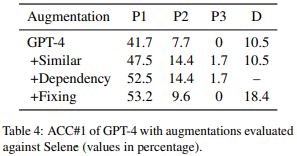 Augmentation P1 P2 P3 D
GPT-4 41.7 7.7 0 10.5
+Similar 47.5 14.4 1.7 10.5
+Dependency 52.5 14.4 1.7 –
+Fixing 53.2 9.6 0 18.4
Table 4: ACC#1 of GPT-4 with augmentations evaluated
against Selene (values in percentage).